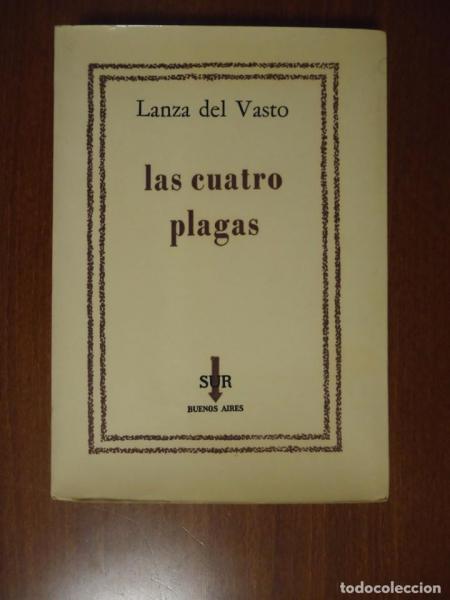 Lanza del Vasto
las cuatro
plagas
SUR
BUENOS AIRES
todocoleccion